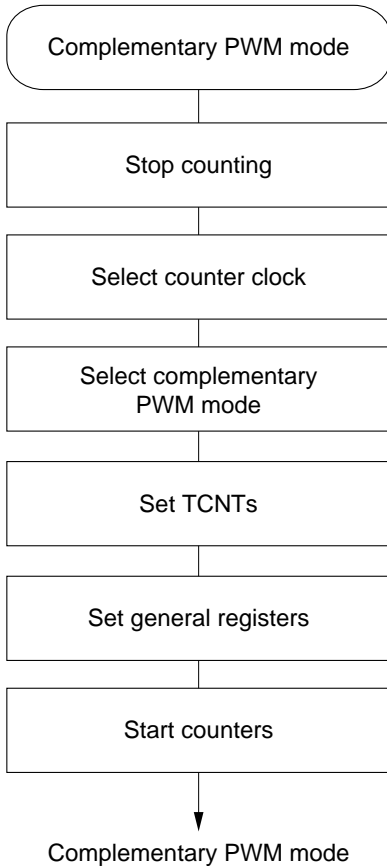 Complementary PWM mode
Stop counting
Select counter clock
Select complementary
PWM mode
Set TCNTs
Set general registers
Start counters
Complementary PWM mode